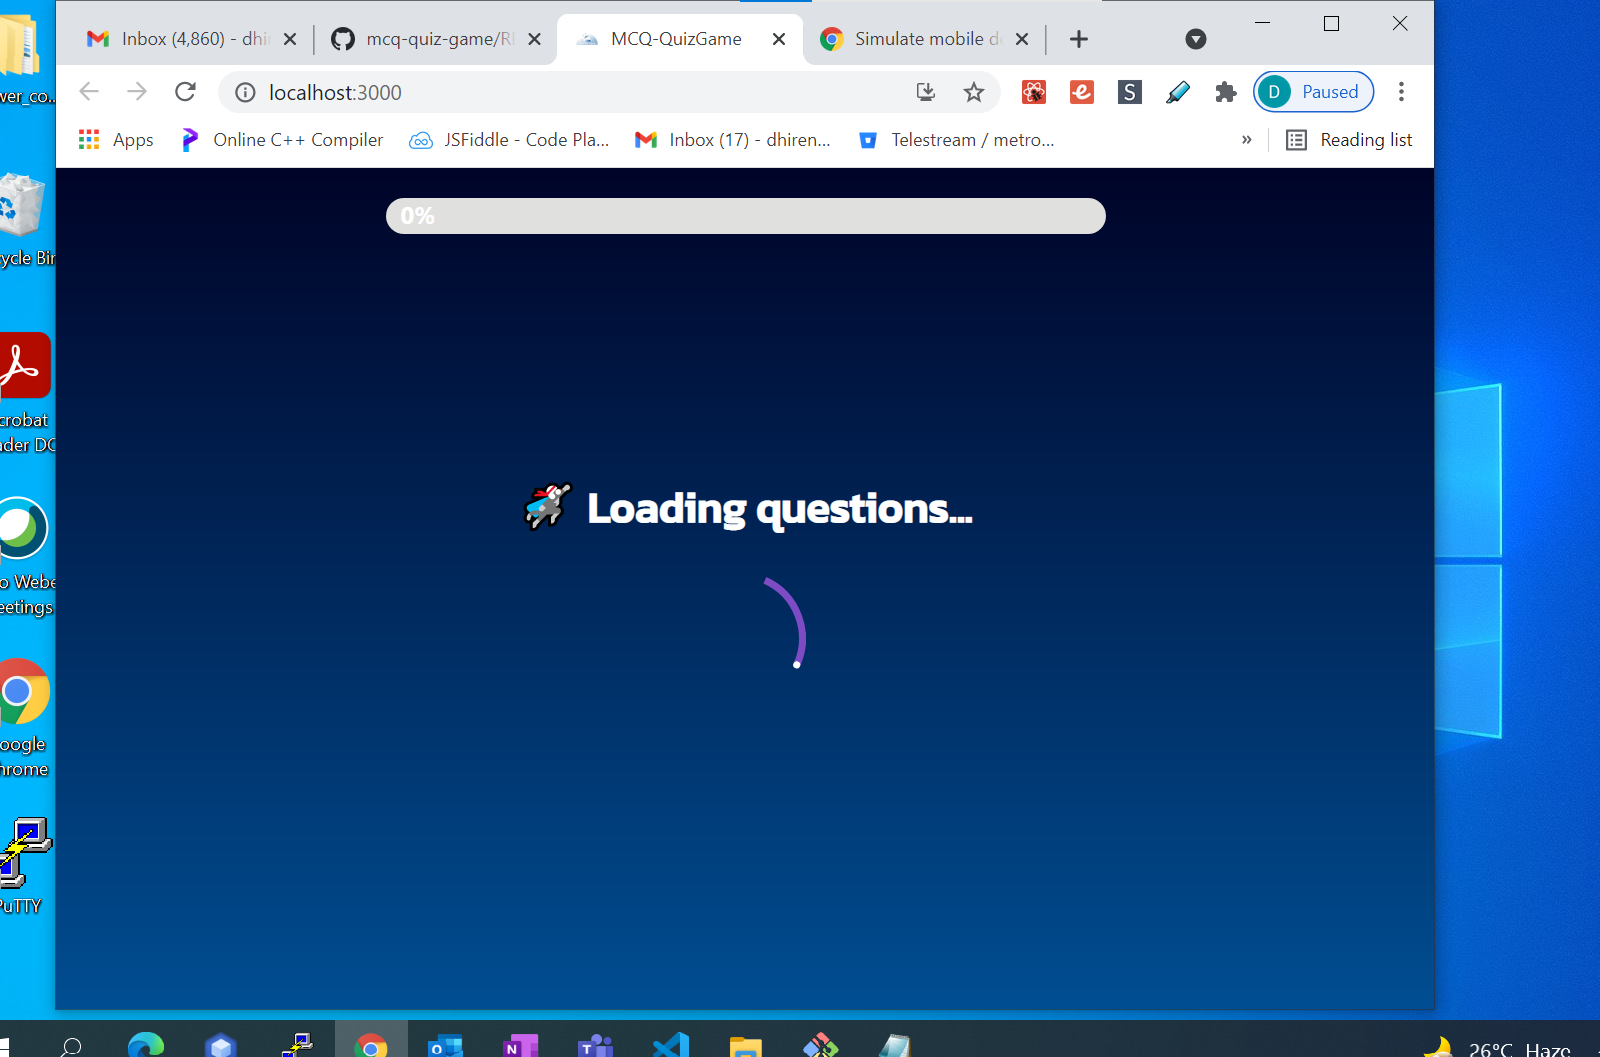 Inbox (4,860) - dhi
mcq-quiz-game/R
MCQ-QuizGame
Simulate mobile d
localhost:3000
D Paused
Apps
Online C++ Compiler
JSFiddle - Code Pla...
Inbox (17) - dhiren...
Telestream / metro...
»
Reading list
0%
Loading questions...
wer_co...
ycle Bin
crobat
ader DC
o Webe
eetings
oogle
hrome
PuTTY
26°C Haze